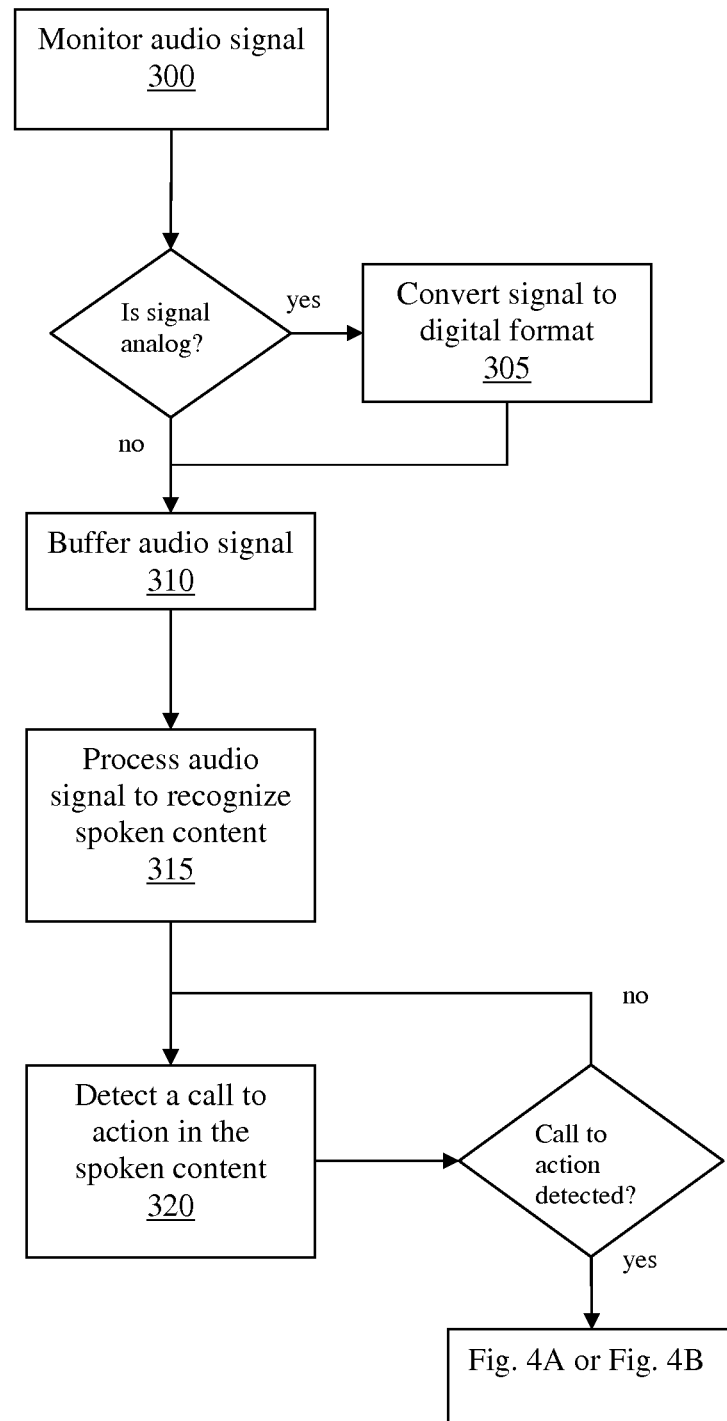 Monitor audio signal
300
Is signal
analog?
yes
Convert signal to
digital format
305
no
Buffer audio signal
310
Process audio
signal to recognize
spoken content
315
no
Detect a call to
action in the
spoken content
320
Call to
action
detected?
yes
Fig. 4A or Fig. 4B